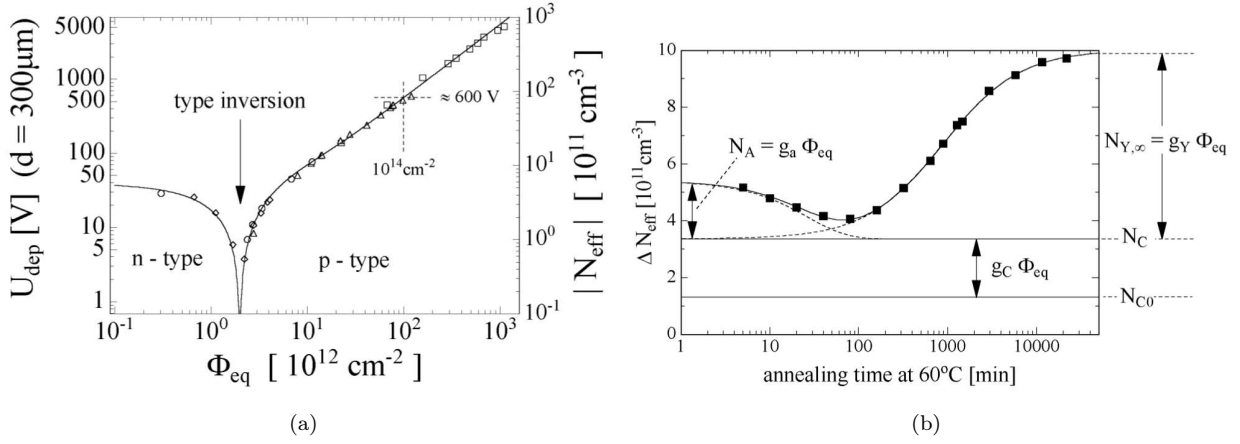 U_dep [V] (d = 300μm)
5000
1000
500
100
50
10
5
1
type inversion
≈ 600 V
10^14 cm^-2
n - type
p - type
10^3
10^2
10^1
10^0
10^-1
| N_eff | [ 10^11 cm^-3 ]
10^-1 10^0 10^1 10^2 10^3
Φ_eq [ 10^12 cm^-2 ]
(a)
Δ N_eff [10^11 cm^-3]
10
8
6
4
2
0
N_A = g_a Φ_eq
N_Y,∞ = g_Y Φ_eq
N_C
g_C Φ_eq
N_C0
1 10 100 1000 10000
annealing time at 60°C [min]
(b)